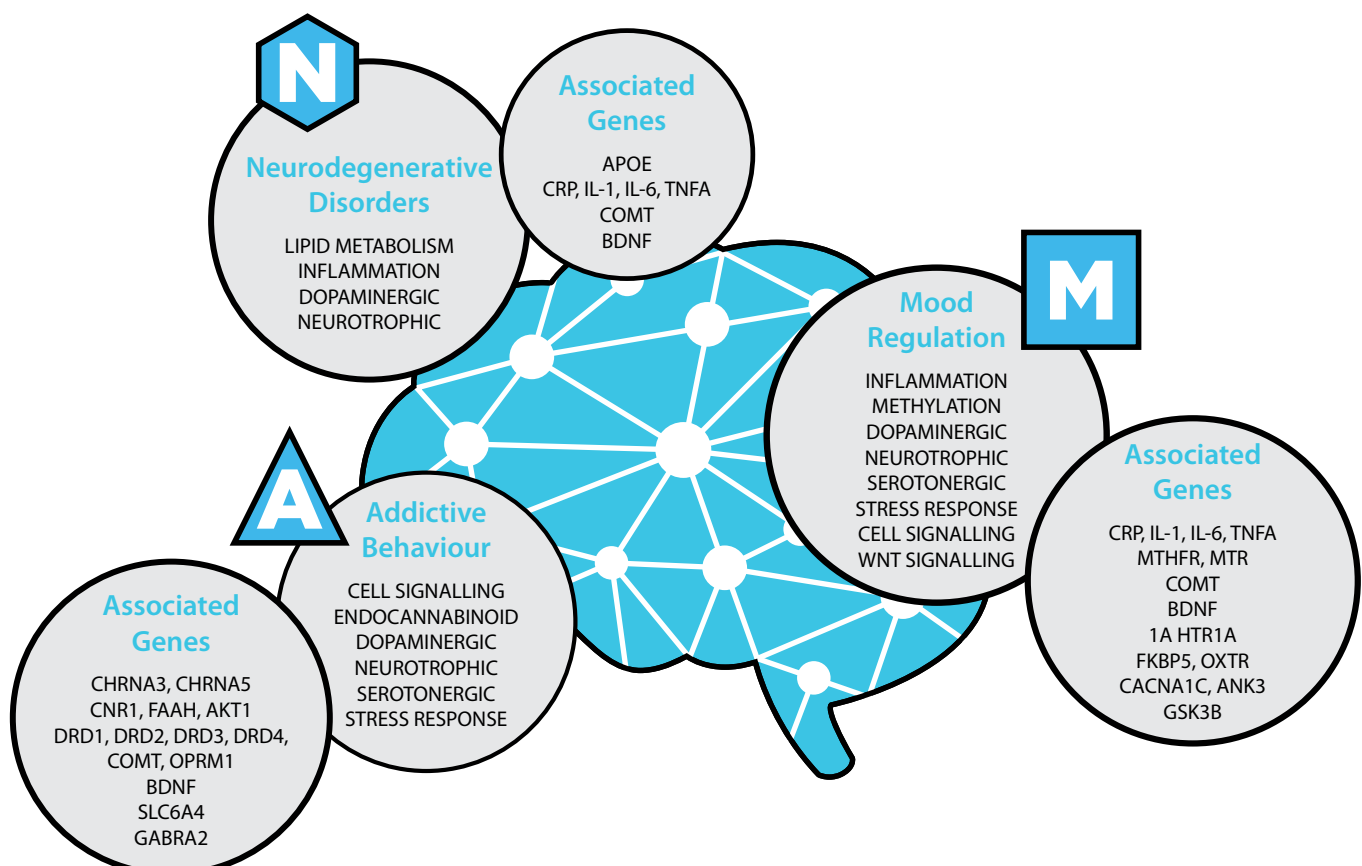 N
Neurodegenerative
Disorders
LIPID METABOLISM
INFLAMMATION
DOPAMINERGIC
NEUROTROPHIC
Associated
Genes
APOE
CRP, IL-1, IL-6, TNFA
COMT
BDNF
M
Mood
Regulation
INFLAMMATION
METHYLATION
DOPAMINERGIC
NEUROTROPHIC
SEROTONERGIC
STRESS RESPONSE
CELL SIGNALLING
WNT SIGNALLING
Associated
Genes
CRP, IL-1, IL-6, TNFA
MTHFR, MTR
COMT
BDNF
1A HTR1A
FKBP5, OXTR
CACNA1C, ANK3
GSK3B
A
Addictive
Behaviour
CELL SIGNALLING
ENDOCANNABINOID
DOPAMINERGIC
NEUROTROPHIC
SEROTONERGIC
STRESS RESPONSE
Associated
Genes
CHRNA3, CHRNA5
CNR1, FAAH, AKT1
DRD1, DRD2, DRD3, DRD4,
COMT, OPRM1
BDNF
SLC6A4
GABRA2